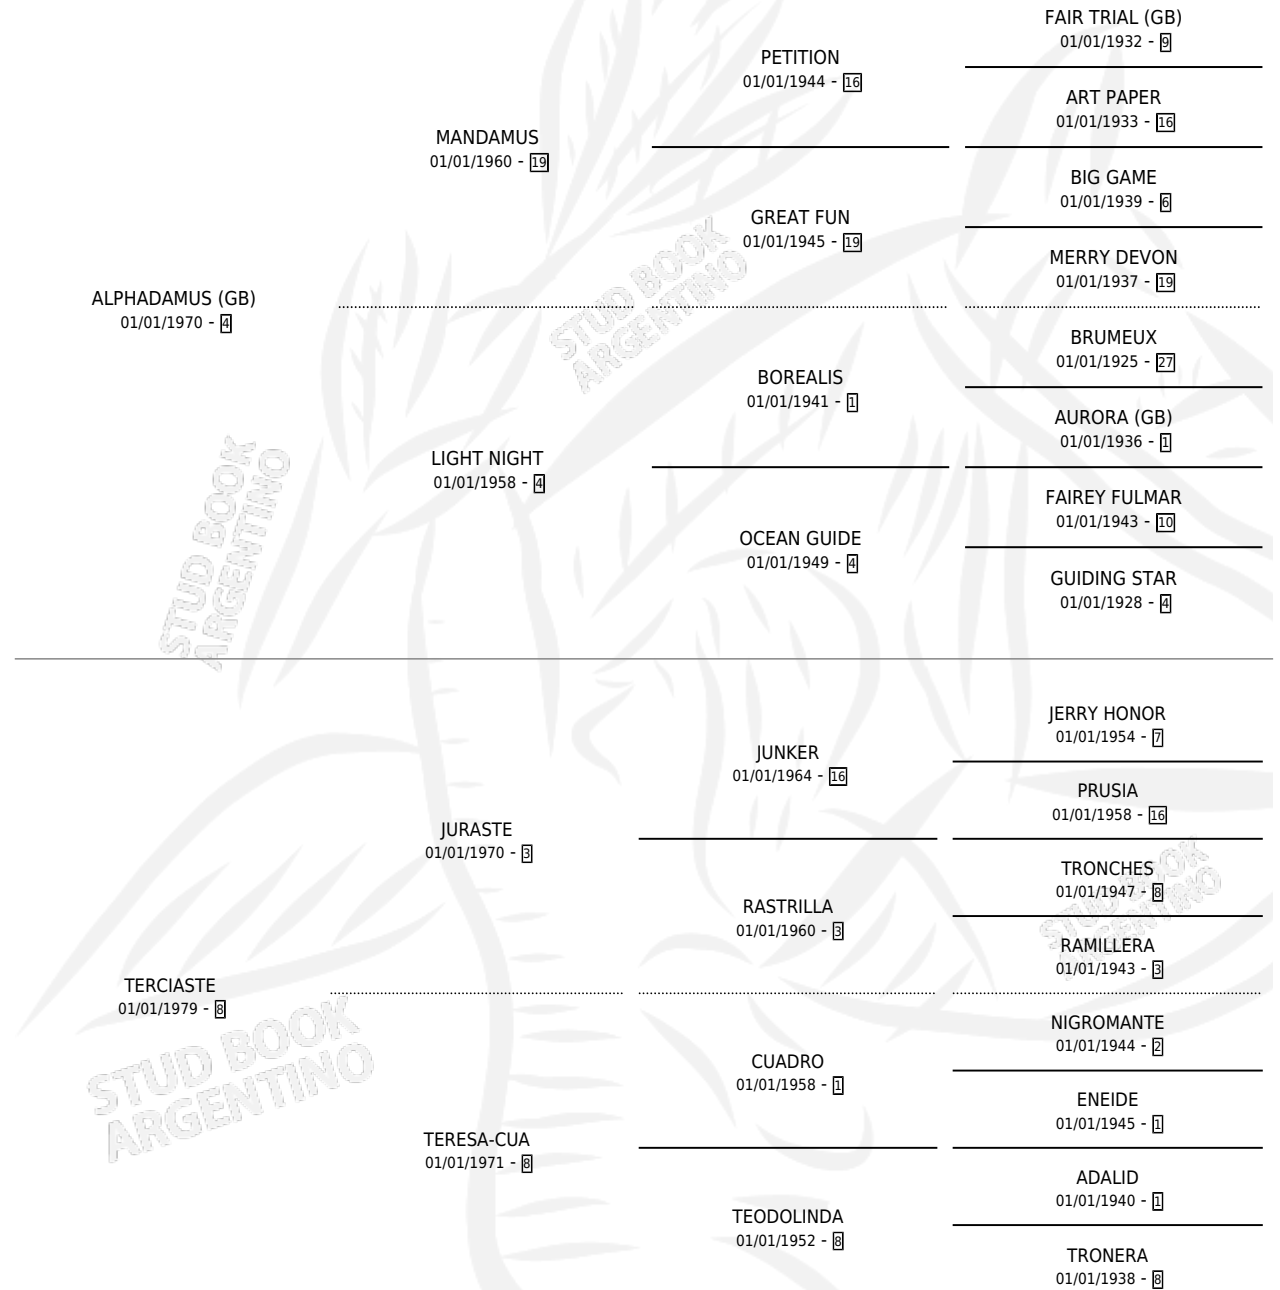 FAIR TRIAL (GB)
01/01/1932 - 9
PETITION
01/01/1944 - 16
ART PAPER
01/01/1933 - 16
MANDAMUS
01/01/1960 - 19
BIG GAME
01/01/1939 - 6
GREAT FUN
01/01/1945 - 19
MERRY DEVON
01/01/1937 - 19
ALPHADAMUS (GB)
01/01/1970 - 4
BRUMEUX
01/01/1925 - 27
BOREALIS
01/01/1941 - 1
AURORA (GB)
01/01/1936 - 1
LIGHT NIGHT
01/01/1958 - 4
FAIREY FULMAR
01/01/1943 - 10
OCEAN GUIDE
01/01/1949 - 4
GUIDING STAR
01/01/1928 - 4
STUD BOOK
ARGENTINO
STUD BOOK
ARGENTINO
JERRY HONOR
01/01/1954 - 7
JUNKER
01/01/1964 - 16
PRUSIA
01/01/1958 - 16
JURASTE
01/01/1970 - 3
TRONCHES
01/01/1947 - 8
RASTRILLA
01/01/1960 - 3
RAMILLERA
01/01/1943 - 3
TERCIASTE
01/01/1979 - 8
NIGROMANTE
01/01/1944 - 2
CUADRO
01/01/1958 - 1
ENEIDE
01/01/1945 - 1
TERESA-CUA
01/01/1971 - 8
ADALID
01/01/1940 - 1
TEODOLINDA
01/01/1952 - 8
TRONERA
01/01/1938 - 8
STUD BOOK
ARGENTINO
STUD BOOK
ARGENTINO